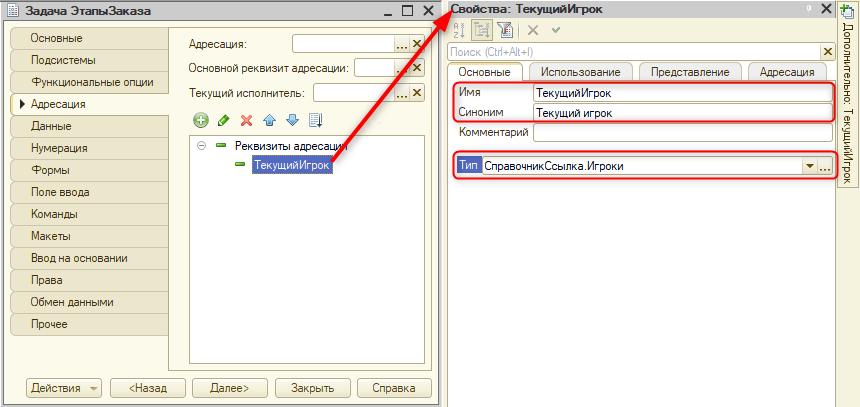 Задача ЭтапыЗаказа
Основные
Подсистемы
Функциональные опции
Адресация
Данные
Нумерация
Формы
Поле ввода
Команды
Макеты
Ввод на основании
Права
Обмен данными
Прочее
Адресация:
...
Основной реквизит адресации:
...
Текущий исполнитель:
...
Реквизиты адресации
ТекущийИгрок
Действия
<Назад
Далее>
Закрыть
Справка
Свойства: ТекущийИгрок
Поиск (Ctrl+Alt+I)
Основные
Использование
Представление
Адресация
Имя
ТекущийИгрок
Синоним
Текущий игрок
Комментарий
Тип
СправочникСсылка.Игроки
...
Дополнительно: ТекущийИгрок